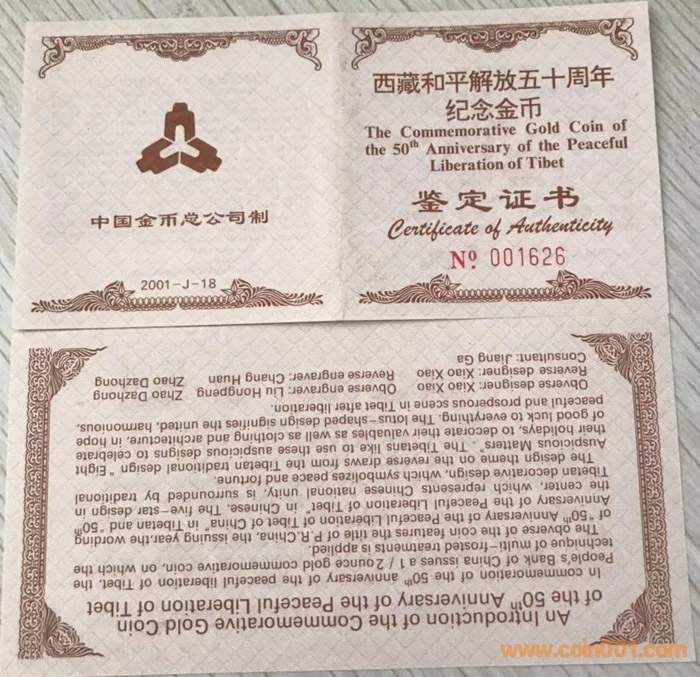 西藏和平解放五十周年
纪念金币
The Commemorative Gold Coin of
the 50th Anniversary of the Peaceful
Liberation of Tibet
鉴定证书
Certificate of Authenticity
№ 001626
中国金币总公司制
2001-J-18
An Introduction of the Commemorative Gold Coin
of the 50th Anniversary of the Peaceful Liberation of Tibet
In commemoration of the 50th anniversary of the peaceful liberation of Tibet, the
People's Bank of China issues a 1/2 ounce gold commemorative coin, on which the
technique of multi-frosted treatments is applied.
The obverse of the coin features the title of P.R.China, the issuing year.the wording
of "50th Anniversary of the Peaceful Liberation of Tibet of China" in Tibetan and "50th
Anniversary of the Peaceful Liberation of Tibet" in Chinese. The five-star design in
the center, which represents Chinese national unity, is surrounded by traditional
Tibetan decorative design, which symbolizes peace and fortune.
The design theme on the reverse draws from the Tibetan traditional design "Eight
Auspicious Matters". The Tibetans like to use these auspicious designs to celebrate
their holidays, to decorate their valuables as well as clothing and architecture, in hope
of good luck to everything. The lotus-shaped design signifies the united, harmonious,
peaceful and prosperous scene in Tibet after liberation.
Obverse designer: Xiao Xiao Obverse engraver: Liu Hongpeng Zhao Dazhong
Reverse designer: Xiao Xiao Reverse engraver: Chang Huan Zhao Dazhong
Consultant: Jiang Ga
www.coin001.com